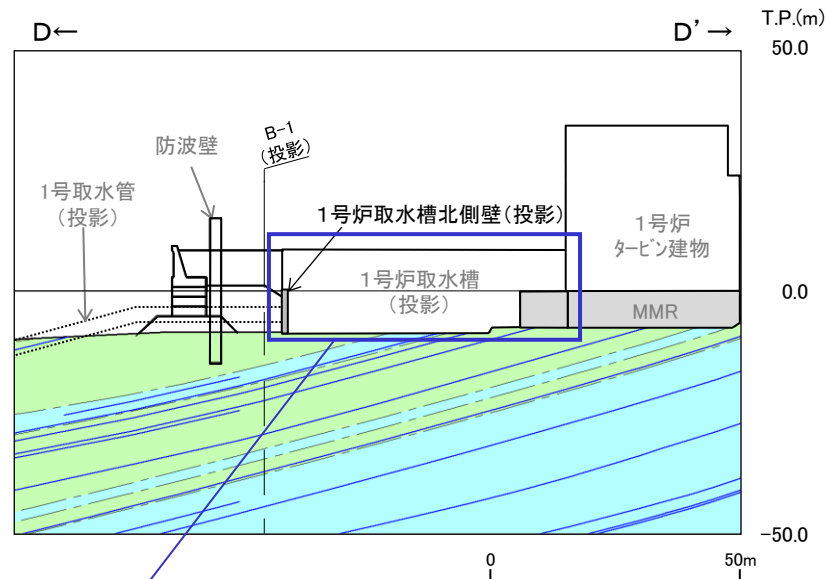 D←
D’→
T.P.(m)
50.0
B-1
(投影)
防波壁
1号取水管
(投影)
1号炉取水槽北側壁(投影)
1号炉
タービン建物
1号炉取水槽
(投影)
0.0
MMR
-50.0
0
50m